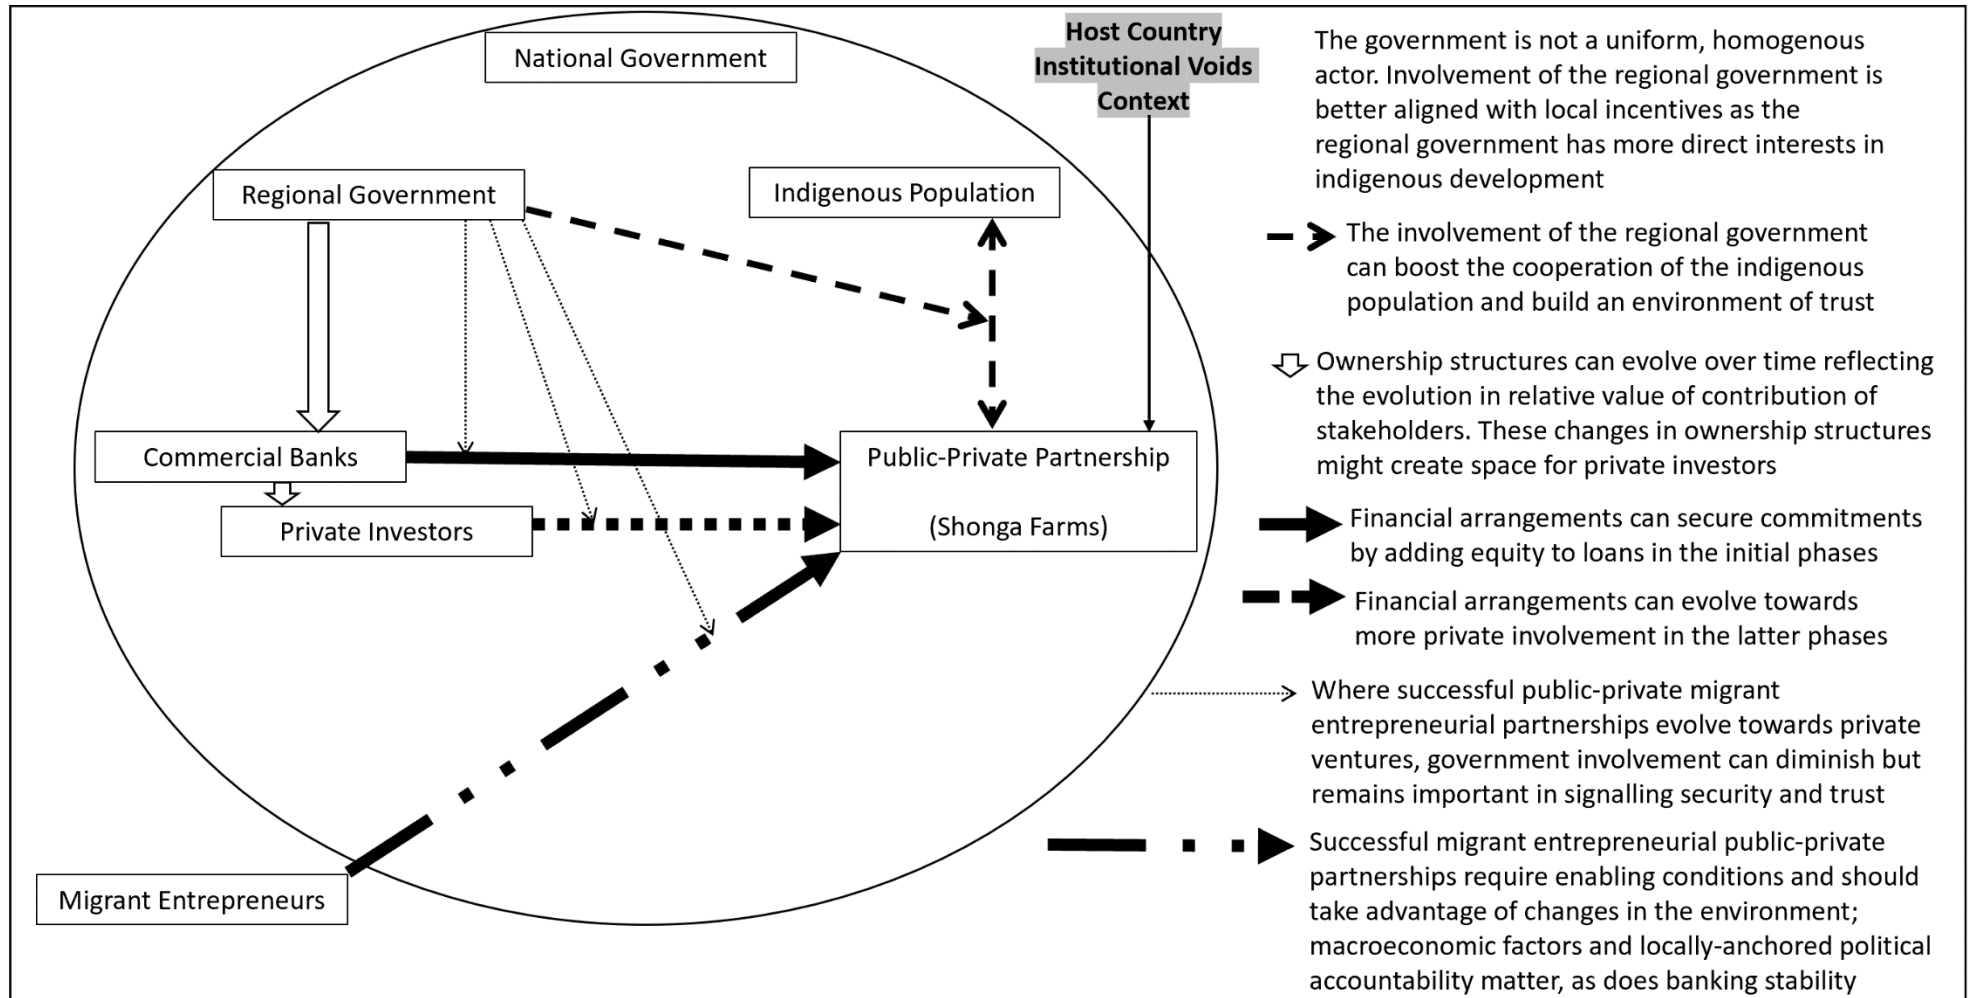 National Government
Host Country
Institutional Voids
Context
Regional Government
Indigenous Population
Commercial Banks
Private Investors
Public-Private Partnership
(Shonga Farms)
Migrant Entrepreneurs
The government is not a uniform, homogenous
actor. Involvement of the regional government is
better aligned with local incentives as the
regional government has more direct interests in
indigenous development
The involvement of the regional government
can boost the cooperation of the indigenous
population and build an environment of trust
Ownership structures can evolve over time reflecting
the evolution in relative value of contribution of
stakeholders. These changes in ownership structures
might create space for private investors
Financial arrangements can secure commitments
by adding equity to loans in the initial phases
Financial arrangements can evolve towards
more private involvement in the latter phases
Where successful public-private migrant
entrepreneurial partnerships evolve towards private
ventures, government involvement can diminish but
remains important in signalling security and trust
Successful migrant entrepreneurial public-private
partnerships require enabling conditions and should
take advantage of changes in the environment;
macroeconomic factors and locally-anchored political
accountability matter, as does banking stability